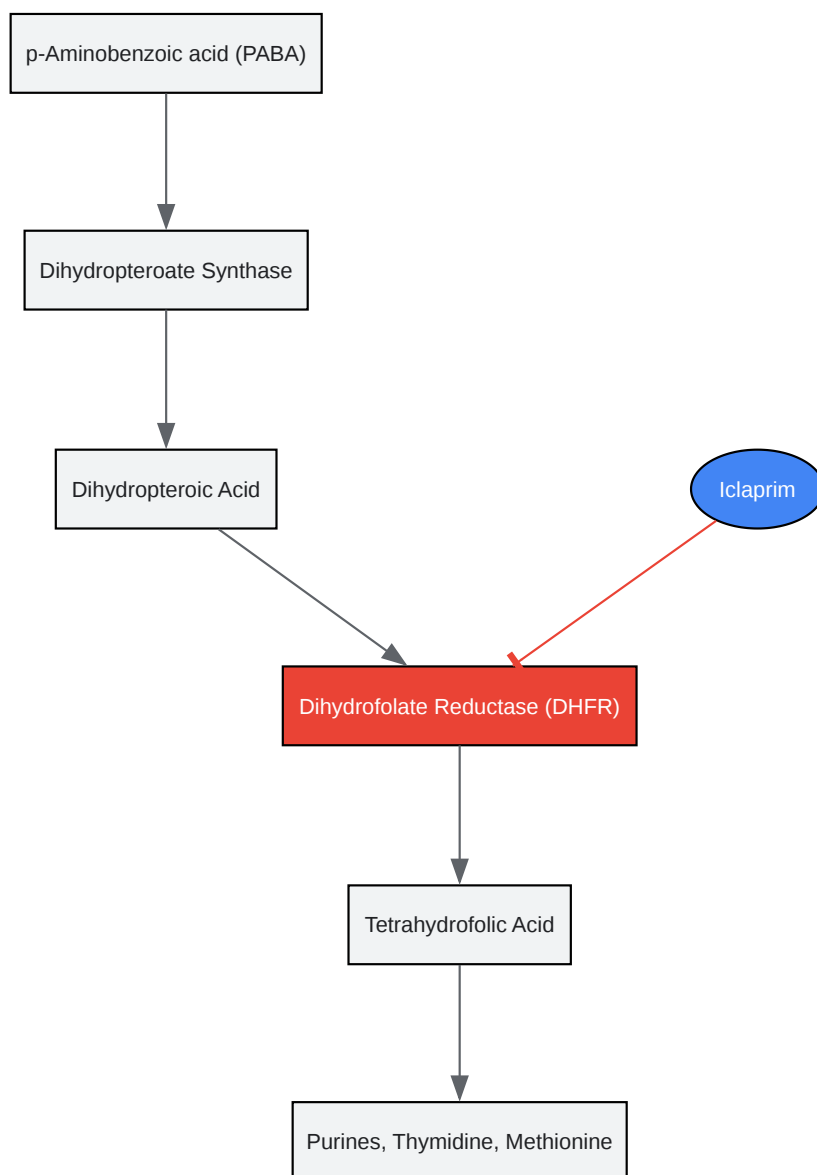 p-Aminobenzoic acid (PABA)
Dihydropteroate Synthase
Dihydropteroic Acid
Iclaprim
Dihydrofolate Reductase (DHFR)
Tetrahydrofolic Acid
Purines, Thymidine, Methionine